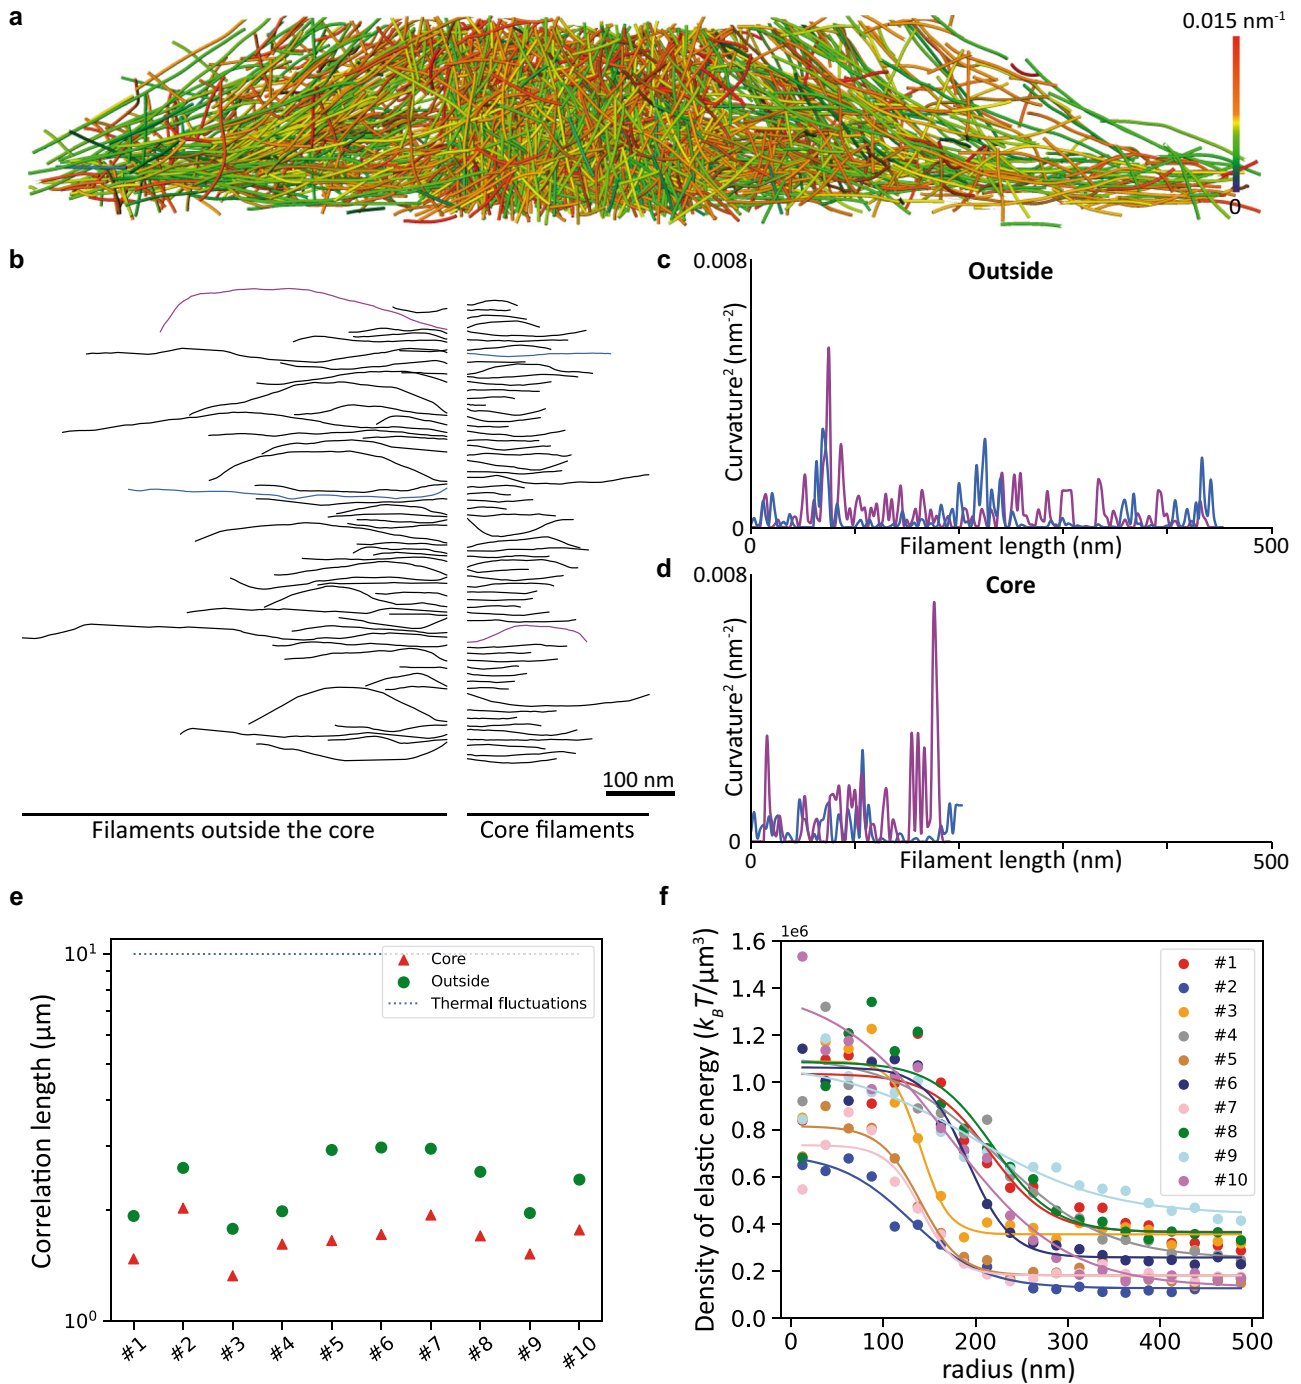 a
0.015 nm⁻¹
0
b
Filaments outside the core
Core filaments
100 nm
c
Outside
0.008
Curvature² (nm⁻²)
0
0
Filament length (nm)
500
d
Core
0.008
Curvature² (nm⁻²)
0
0
Filament length (nm)
500
e
Correlation length (µm)
10¹
10⁰
Core
Outside
Thermal fluctuations
#1
#2
#3
#4
#5
#6
#7
#8
#9
#10
f
1e6
Density of elastic energy (k_BT/µm³)
1.6
1.4
1.2
1.0
0.8
0.6
0.4
0.2
0.0
0
100
200
300
400
500
radius (nm)
#1
#2
#3
#4
#5
#6
#7
#8
#9
#10